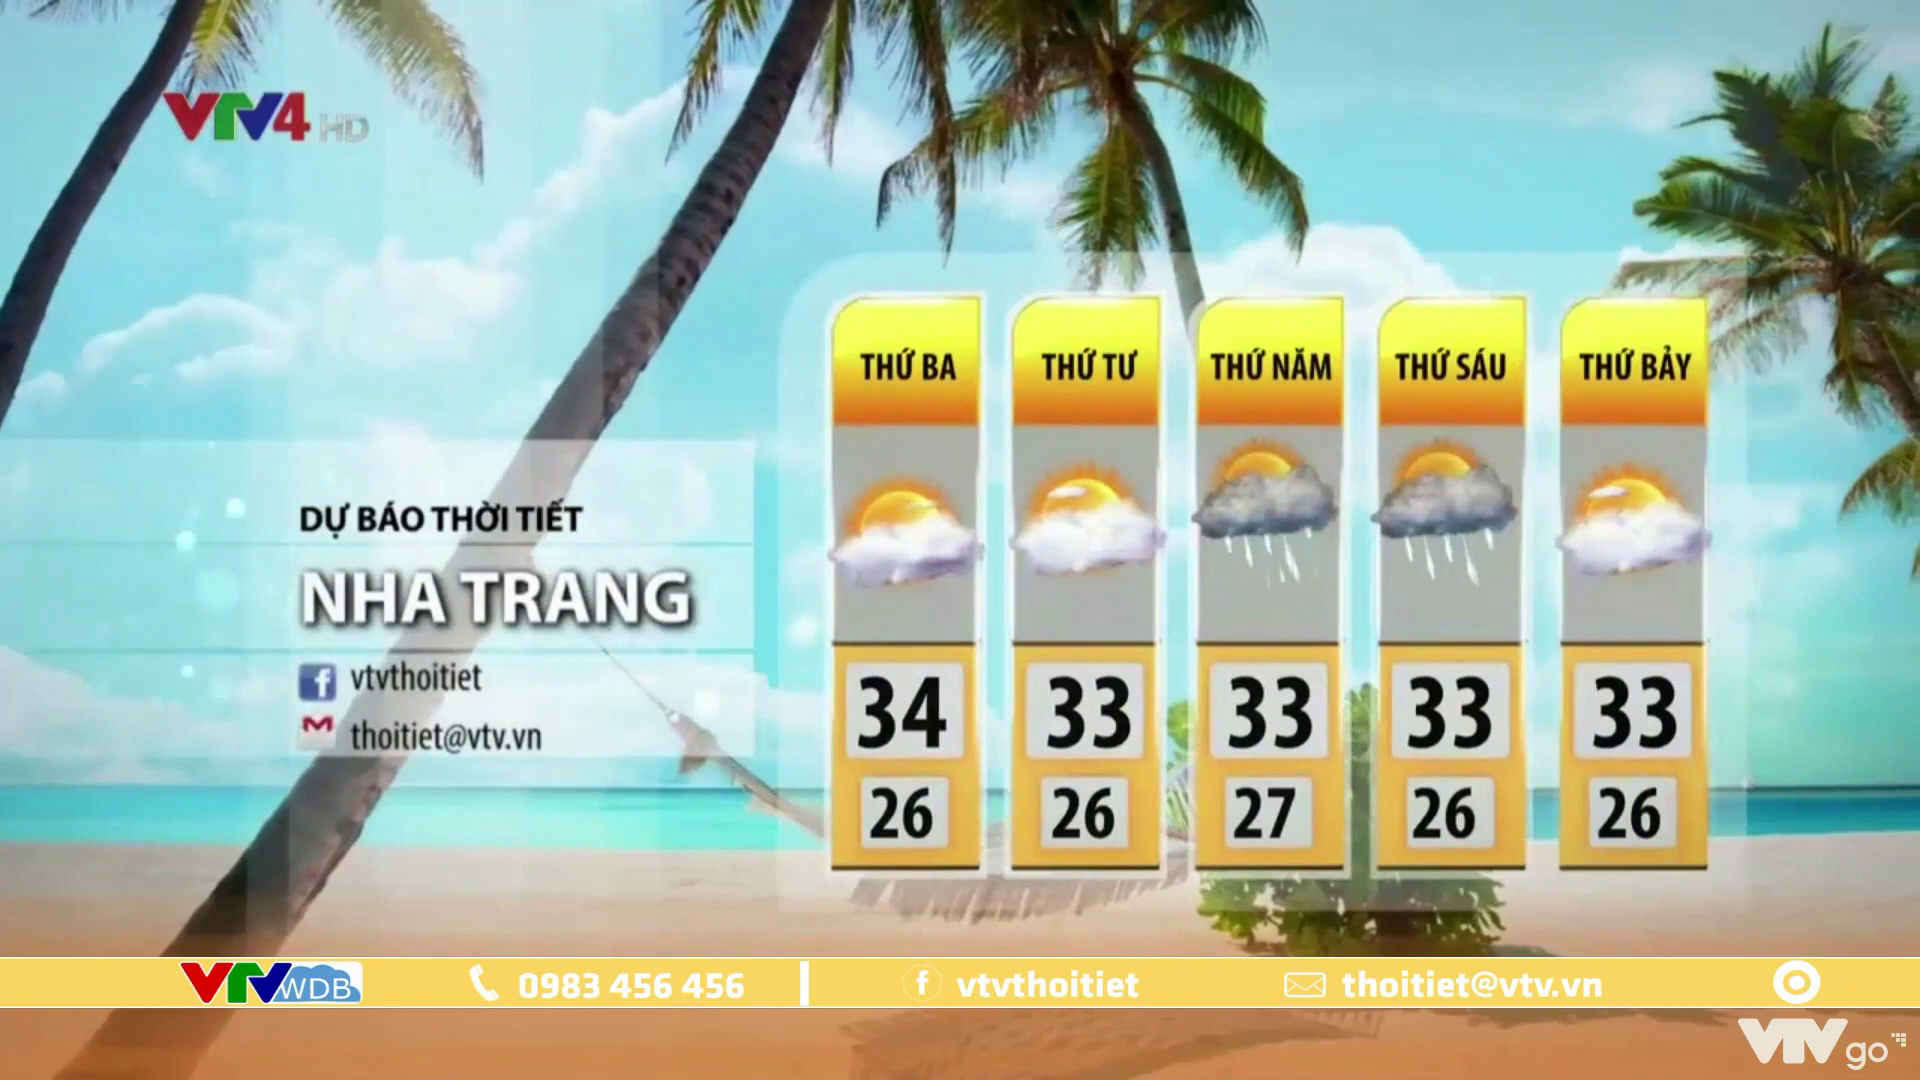 VTV4 HD
DỰ BÁO THỜI TIẾT
NHA TRANG
vtvthoitiet
thoitiet@vtv.vn
THỨ BA THỨ TƯ THỨ NĂM THỨ SÁU THỨ BẢY
34 33 33 33 33
26 26 27 26 26
VTV WDB 0983 456 456 vtvthoitiet thoitiet@vtv.vn
VTV go